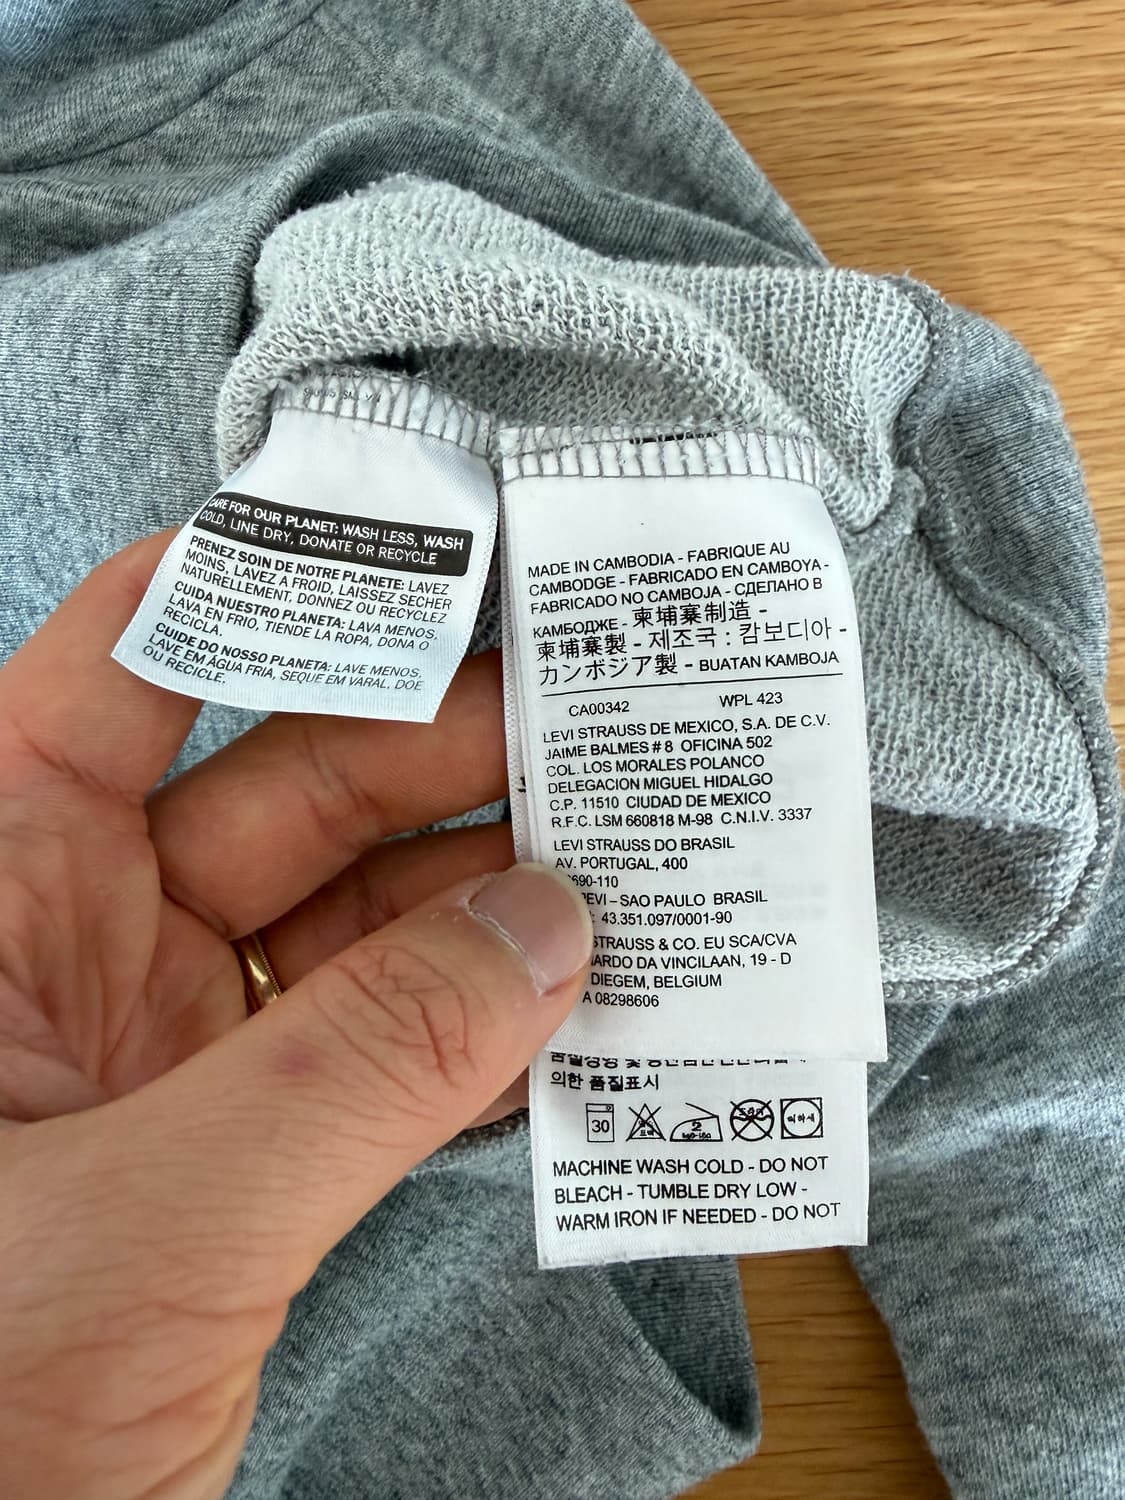 CARE FOR OUR PLANET: WASH LESS, WASH
COLD, LINE DRY, DONATE OR RECYCLE
PRENEZ SOIN DE NOTRE PLANETE: LAVEZ
MOINS, LAVEZ A FROID, LAISSEZ SECHER
NATURELLEMENT, DONNEZ OU RECYCLEZ
CUIDA NUESTRO PLANETA: LAVA MENOS,
LAVA EN FRIO, TIENDE LA ROPA, DONA O
RECICLA.
CUIDE DO NOSSO PLANETA: LAVE MENOS,
LAVE EM AGUA FRIA, SEQUE EM VARAL, DOE
OU RECICLE.
MADE IN CAMBODIA - FABRIQUE AU
CAMBODGE - FABRICADO EN CAMBOYA -
FABRICADO NO CAMBOJA - СДЕЛАНО В
КАМБОДЖЕ - 柬埔寨制造 -
柬埔寨製 - 제조국 : 캄보디아 -
カンボジア製 - BUATAN KAMBOJA
CA00342 WPL 423
LEVI STRAUSS DE MEXICO, S.A. DE C.V.
JAIME BALMES # 8 OFICINA 502
COL. LOS MORALES POLANCO
DELEGACION MIGUEL HIDALGO
C.P. 11510 CIUDAD DE MEXICO
R.F.C. LSM 660818 M-98 C.N.I.V. 3337
LEVI STRAUSS DO BRASIL
AV. PORTUGAL, 400
690-110
- SAO PAULO BRASIL
43.351.097/0001-90
STRAUSS & CO. EU SCA/CVA
DA VINCILAAN, 19 - D
DIEGEM, BELGIUM
A 08298606
의한 품질표시
30
2
MACHINE WASH COLD - DO NOT
BLEACH - TUMBLE DRY LOW -
WARM IRON IF NEEDED - DO NOT